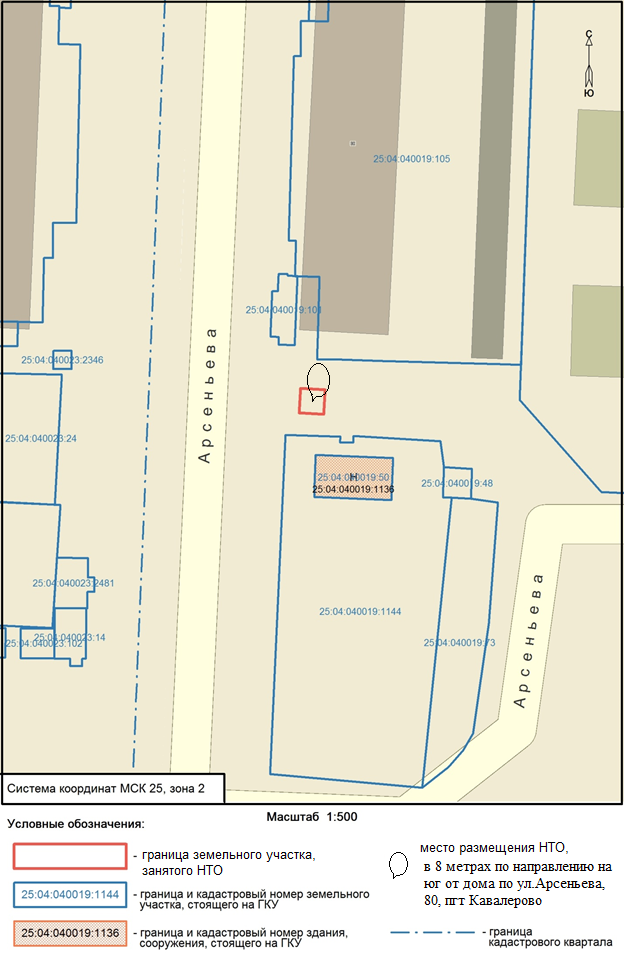 С
Ю
25:04:040019:105
25:04:040019:101
Арсеньева
25:04:040023:2346
25:04:040023:24
25:04:040019:50
Н
25:04:040019:1136
25:04:040019:48
25:04:040023:2481
Арсеньева
25:04:040019:1144
25:04:040023:14
25:04:040023:102
25:04:040019:73
Система координат МСК 25, зона 2
Масштаб 1:500
Условные обозначения:
- граница земельного участка,
занятого НТО
25:04:040019:1144
- граница и кадастровый номер земельного
участка, стоящего на ГКУ
25:04:040019:1136
- граница и кадастровый номер здания,
сооружения, стоящего на ГКУ
место размещения НТО,
в 8 метрах по направлению на
юг от дома по ул.Арсеньева,
80, пгт Кавалерово
- граница
кадастрового квартала